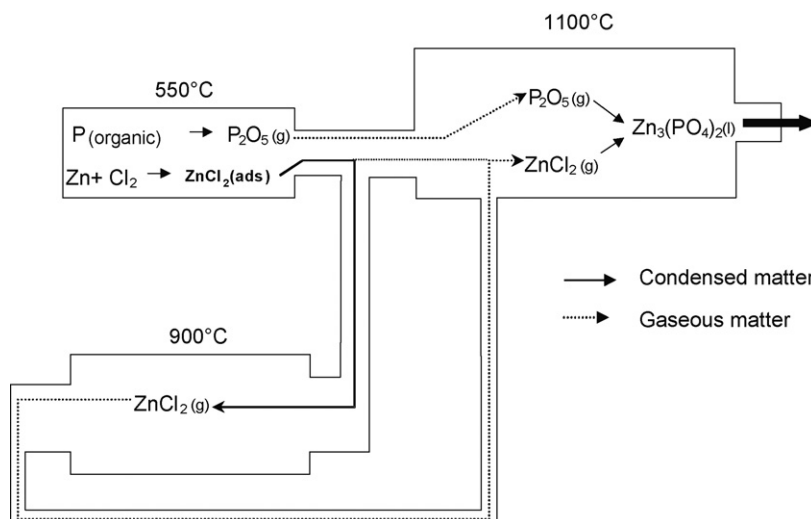 1100°C
550°C
P(organic) → P₂O₅(g)
P₂O₅(g)
Zn₃(PO₄)₂(l)
Zn+ Cl₂ → ZnCl₂(ads)
ZnCl₂(g)
Condensed matter
Gaseous matter
900°C
ZnCl₂(g)